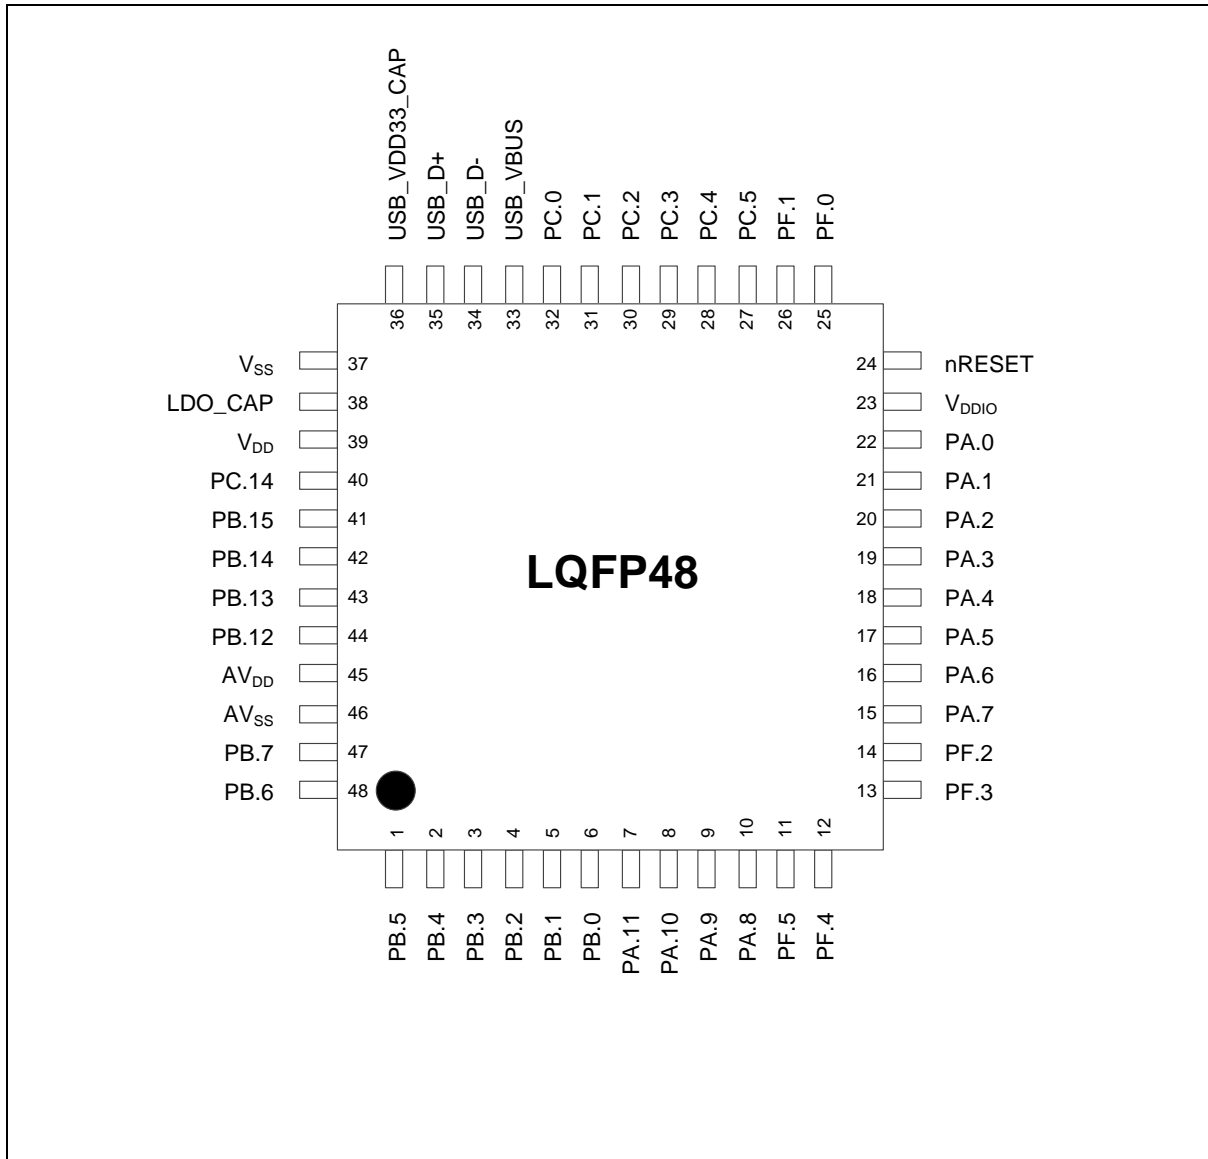 USB_VDD33_CAP
USB_D+
USB_D-
USB_VBUS
PC.0
PC.1
PC.2
PC.3
PC.4
PC.5
PF.1
PF.0
36
35
34
33
32
31
30
29
28
27
26
25
VSS 37
LDO_CAP 38
VDD 39
PC.14 40
PB.15 41
PB.14 42
PB.13 43
PB.12 44
AVDD 45
AVSS 46
PB.7 47
PB.6 48
LQFP48
24 nRESET
23 VDDIO
22 PA.0
21 PA.1
20 PA.2
19 PA.3
18 PA.4
17 PA.5
16 PA.6
15 PA.7
14 PF.2
13 PF.3
1
2
3
4
5
6
7
8
9
10
11
12
PB.5
PB.4
PB.3
PB.2
PB.1
PB.0
PA.11
PA.10
PA.9
PA.8
PF.5
PF.4